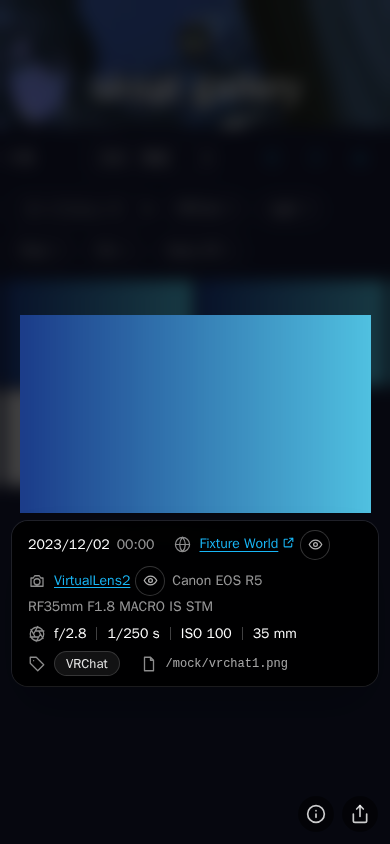 2023/12/02 00:00 Fixture World
VirtualLens2 Canon EOS R5
RF35mm F1.8 MACRO IS STM
f/2.8 1/250 s ISO 100 35 mm
VRChat /mock/vrchat1.png